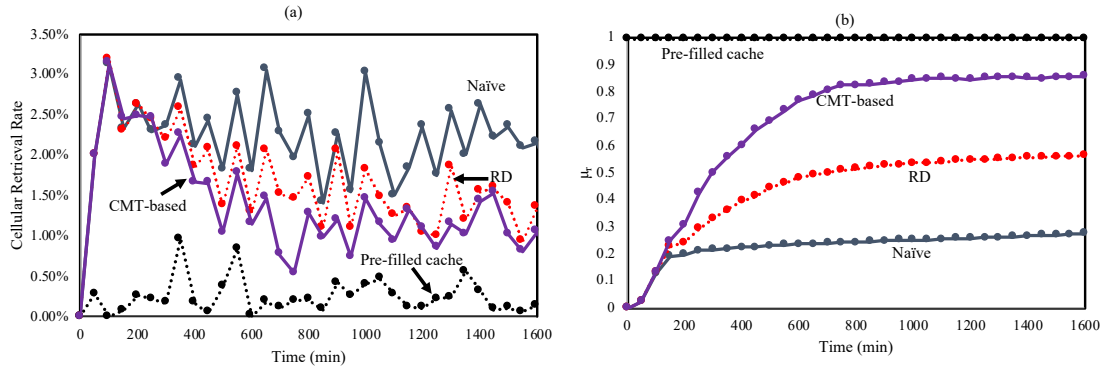 (a)
3.50%
3.00%
2.50%
2.00%
1.50%
1.00%
0.50%
0.00%
Cellular Retrieval Rate
Naïve
RD
CMT-based
Pre-filled cache
0 200 400 600 800 1000 1200 1400 1600
Time (min)
(b)
1
0.9
0.8
0.7
0.6
0.5
0.4
0.3
0.2
0.1
0
μr
Pre-filled cache
CMT-based
RD
Naïve
0 200 400 600 800 1000 1200 1400 1600
Time (min)